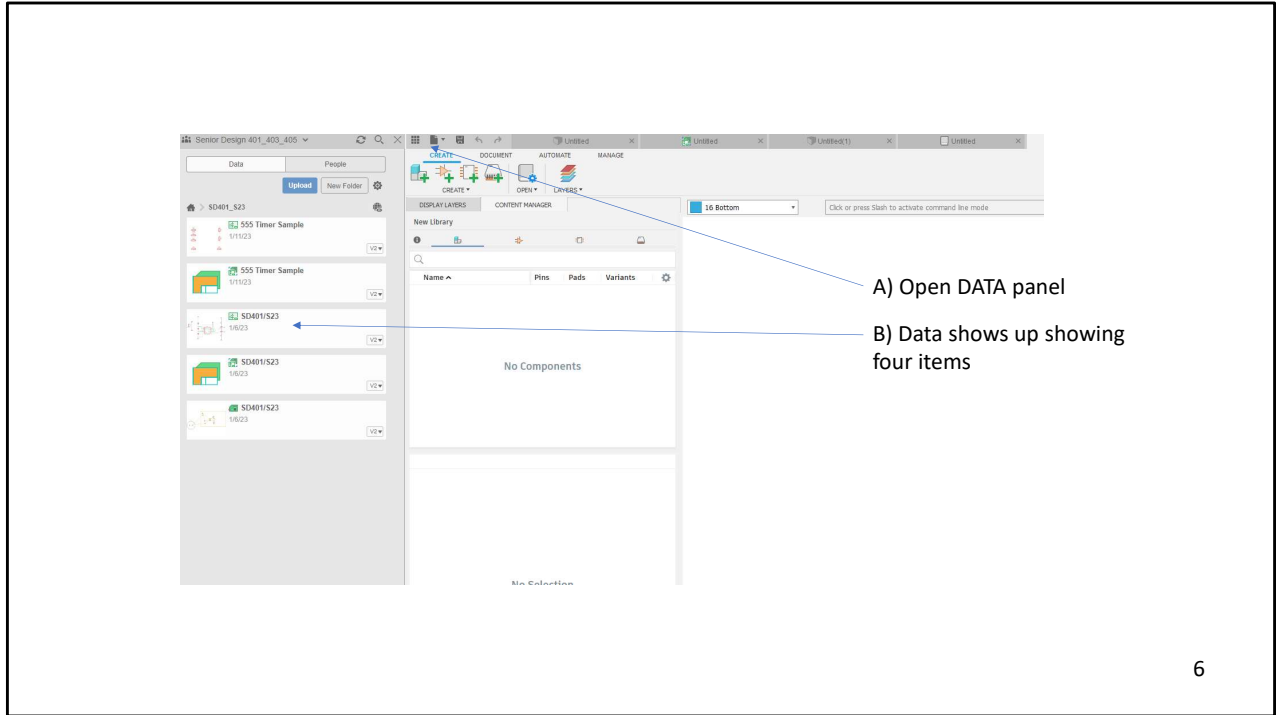 Senior Design 401_403_405
Untitled
Untitled
Untitled(1)
Untitled
Data
People
CREATE
DOCUMENT
AUTOMATE
MANAGE
Upload
New Folder
CREATE
OPEN
LAYERS
SD401_S23
DISPLAY LAYERS
CONTENT MANAGER
16 Bottom
Click or press Slash to activate command line mode
555 Timer Sample
1/11/23
V2
New Library
555 Timer Sample
1/11/23
V2
Name
Pins
Pads
Variants
SD401/S23
1/6/23
V2
SD401/S23
1/6/23
V2
No Components
SD401/S23
1/6/23
V2
No Selection
A) Open DATA panel
B) Data shows up showing
four items
6